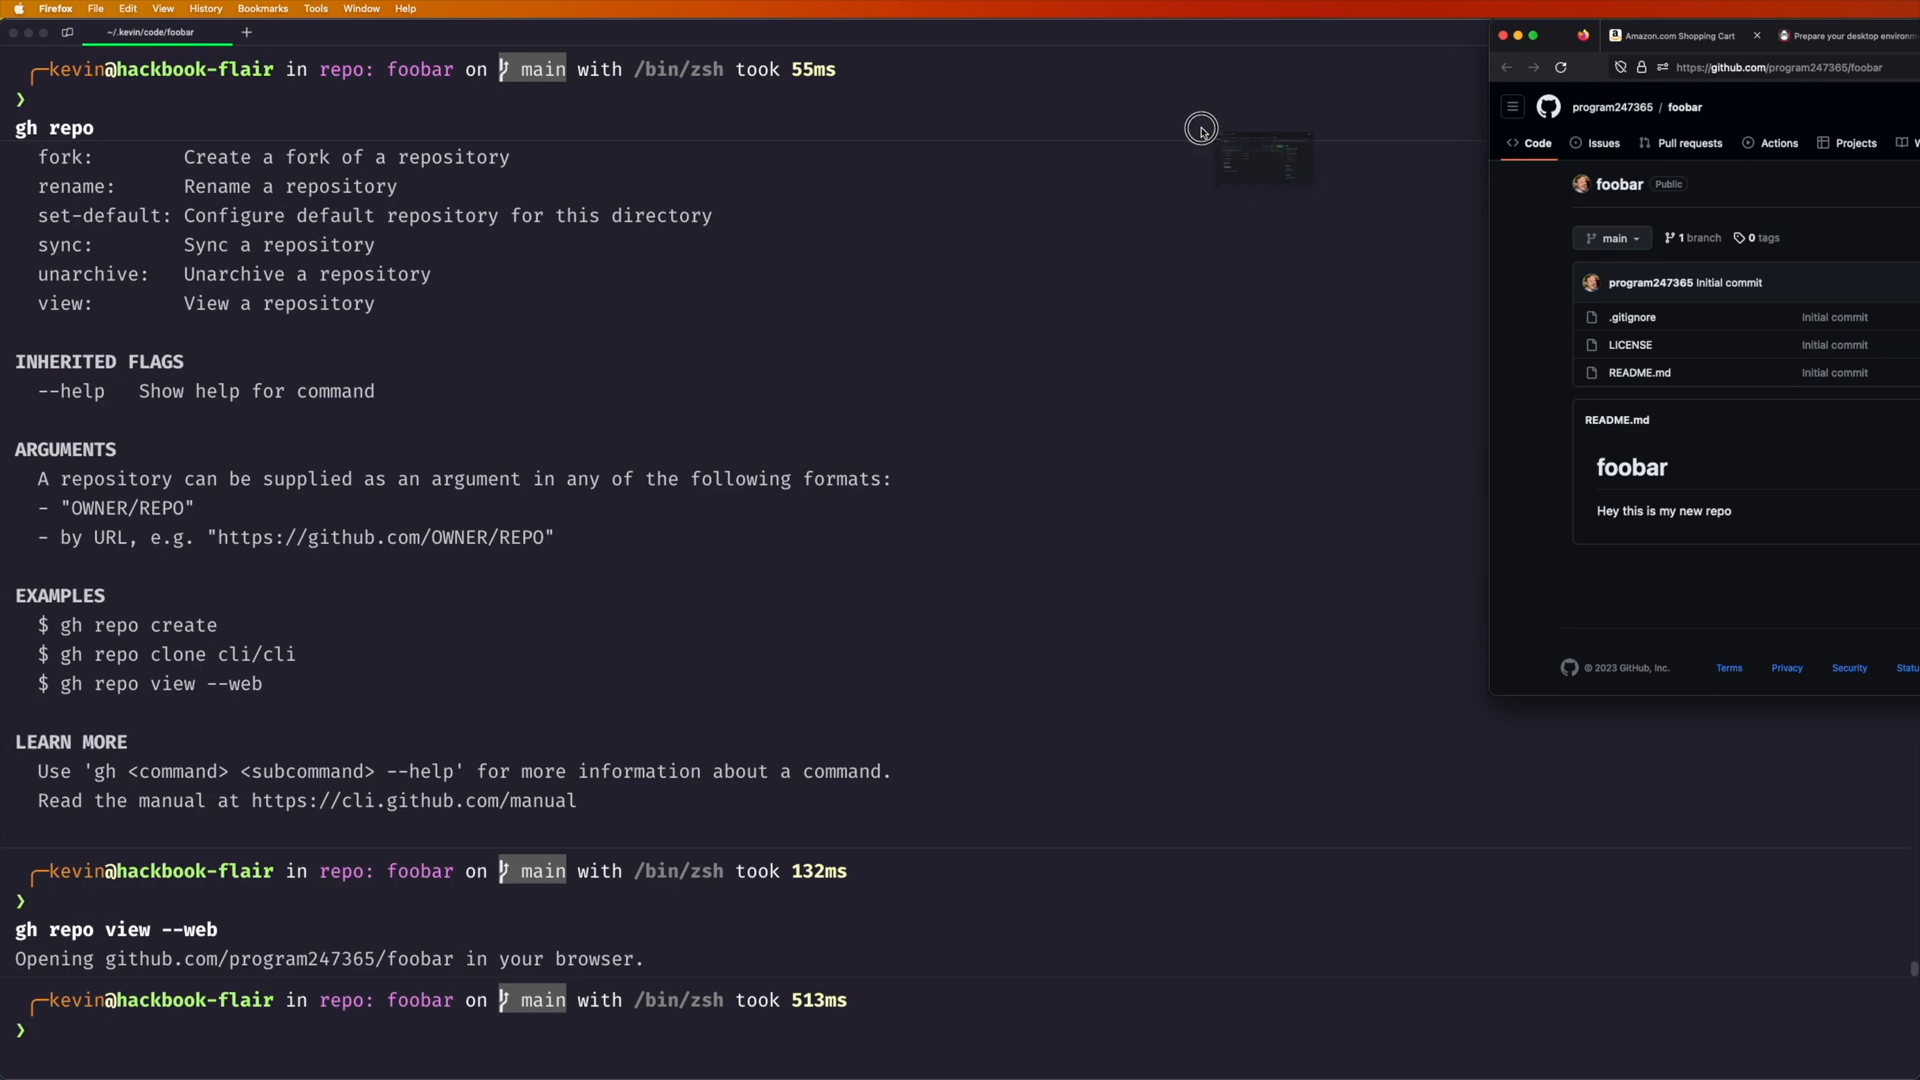 Firefox File Edit View History Bookmarks Tools Window Help
~/.kevin/code/foobar
kevin@hackbook-flair in repo: foobar on main with /bin/zsh took 55ms
❯
gh repo
fork: Create a fork of a repository
rename: Rename a repository
set-default: Configure default repository for this directory
sync: Sync a repository
unarchive: Unarchive a repository
view: View a repository
INHERITED FLAGS
--help Show help for command
ARGUMENTS
A repository can be supplied as an argument in any of the following formats:
- "OWNER/REPO"
- by URL, e.g. "https://github.com/OWNER/REPO"
EXAMPLES
$ gh repo create
$ gh repo clone cli/cli
$ gh repo view --web
LEARN MORE
Use 'gh <command> <subcommand> --help' for more information about a command.
Read the manual at https://cli.github.com/manual
kevin@hackbook-flair in repo: foobar on main with /bin/zsh took 132ms
❯
gh repo view --web
Opening github.com/program247365/foobar in your browser.
kevin@hackbook-flair in repo: foobar on main with /bin/zsh took 513ms
❯
Amazon.com Shopping Cart
Prepare your desktop environm
https://github.com/program247365/foobar
program247365 / foobar
Code Issues Pull requests Actions Projects W
foobar Public
main 1 branch 0 tags
program247365 Initial commit
.gitignore Initial commit
LICENSE Initial commit
README.md Initial commit
README.md
foobar
Hey this is my new repo
© 2023 GitHub, Inc. Terms Privacy Security Statu